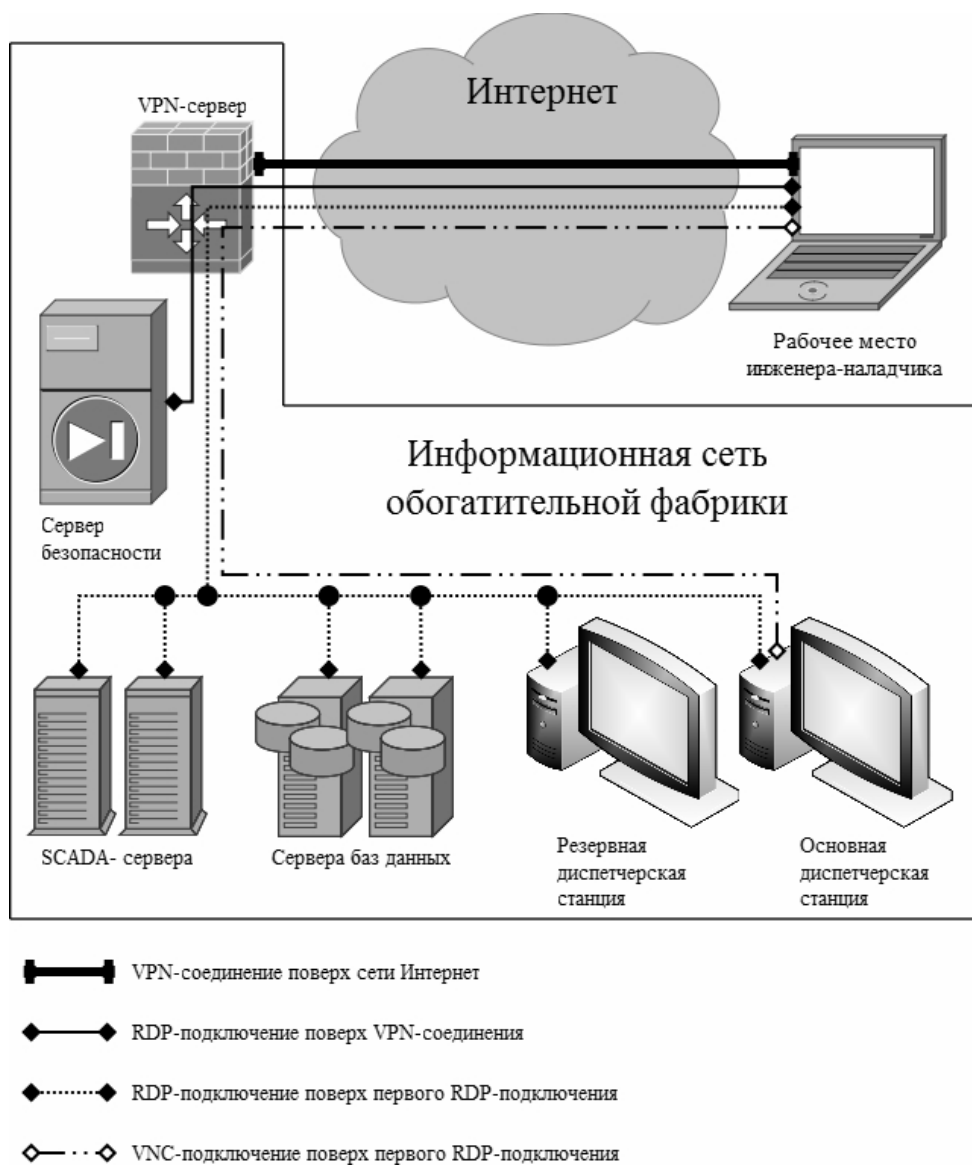 Интернет
VPN-сервер
Рабочее место
инженера-наладчика
Информационная сеть
обогатительной фабрики
Сервер
безопасности
SCADA- сервера
Сервера баз данных
Резервная
диспетчерская
станция
Основная
диспетчерская
станция
VPN-соединение поверх сети Интернет
RDP-подключение поверх VPN-соединения
RDP-подключение поверх первого RDP-подключения
VNC-подключение поверх первого RDP-подключения